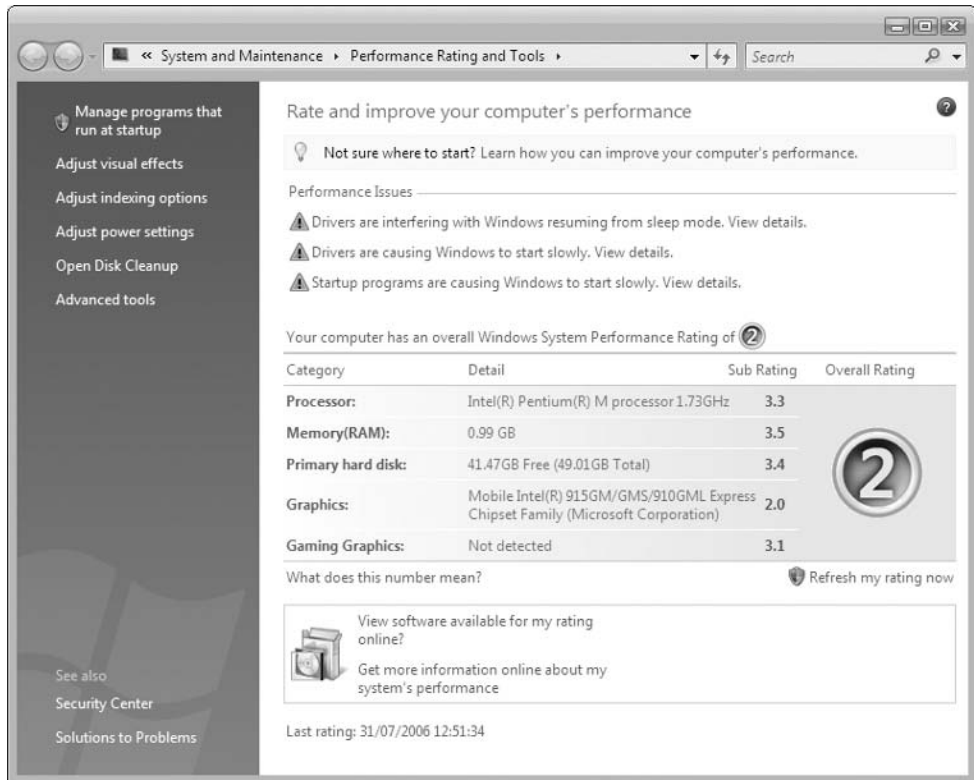 « System and Maintenance ▸ Performance Rating and Tools ▸
Search
Manage programs that
run at startup
Adjust visual effects
Adjust indexing options
Adjust power settings
Open Disk Cleanup
Advanced tools
See also
Security Center
Solutions to Problems
Rate and improve your computer's performance
?
Not sure where to start? Learn how you can improve your computer's performance.
Performance Issues
Drivers are interfering with Windows resuming from sleep mode. View details.
Drivers are causing Windows to start slowly. View details.
Startup programs are causing Windows to start slowly. View details.
Your computer has an overall Windows System Performance Rating of 2
Category Detail Sub Rating Overall Rating
Processor: Intel(R) Pentium(R) M processor 1.73GHz 3.3
Memory(RAM): 0.99 GB 3.5
Primary hard disk: 41.47GB Free (49.01GB Total) 3.4
2
Graphics: Mobile Intel(R) 915GM/GMS/910GML Express 2.0
Chipset Family (Microsoft Corporation)
Gaming Graphics: Not detected 3.1
What does this number mean? Refresh my rating now
View software available for my rating
online?
Get more information online about my
system's performance
Last rating: 31/07/2006 12:51:34